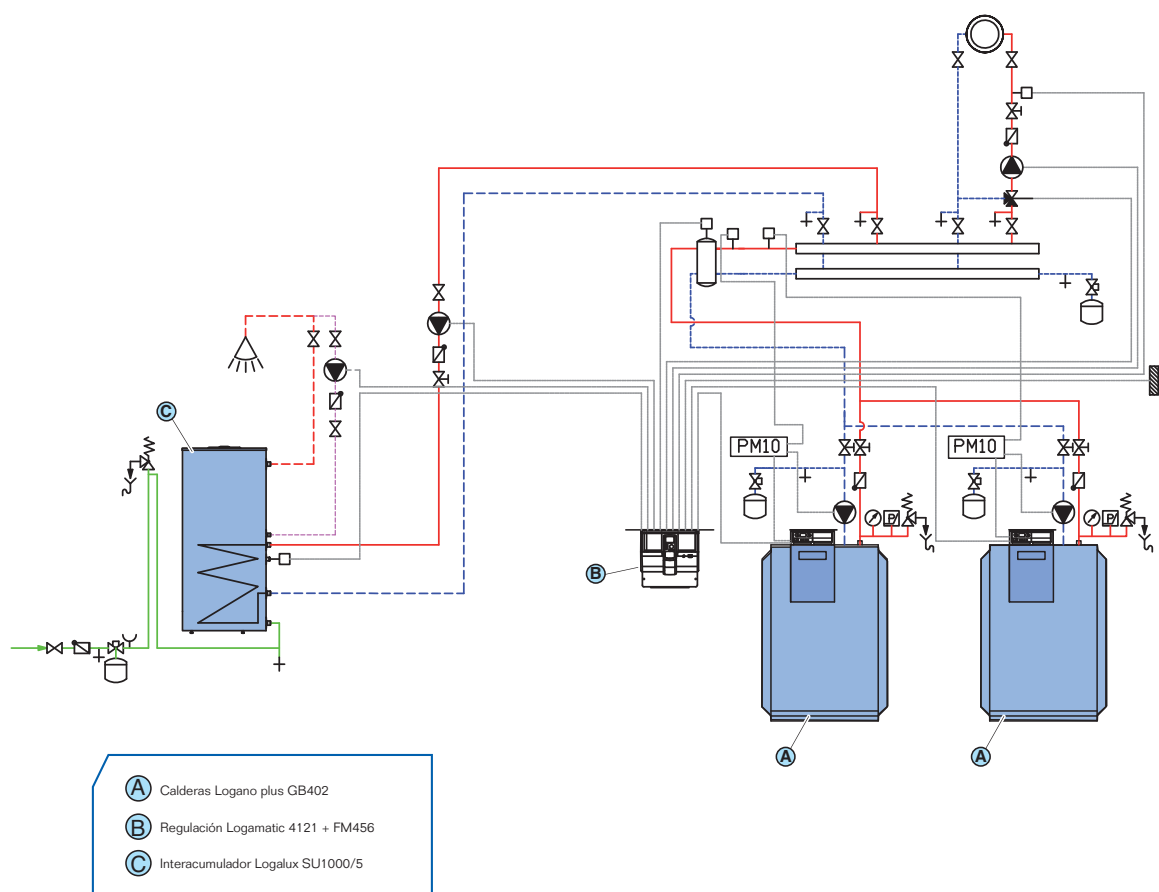 C
PM10
PM10
P
P
B
A
A
A Calderas Logano plus GB402
B Regulación Logamatic 4121 + FM456
C Interacumulador Logalux SU1000/5